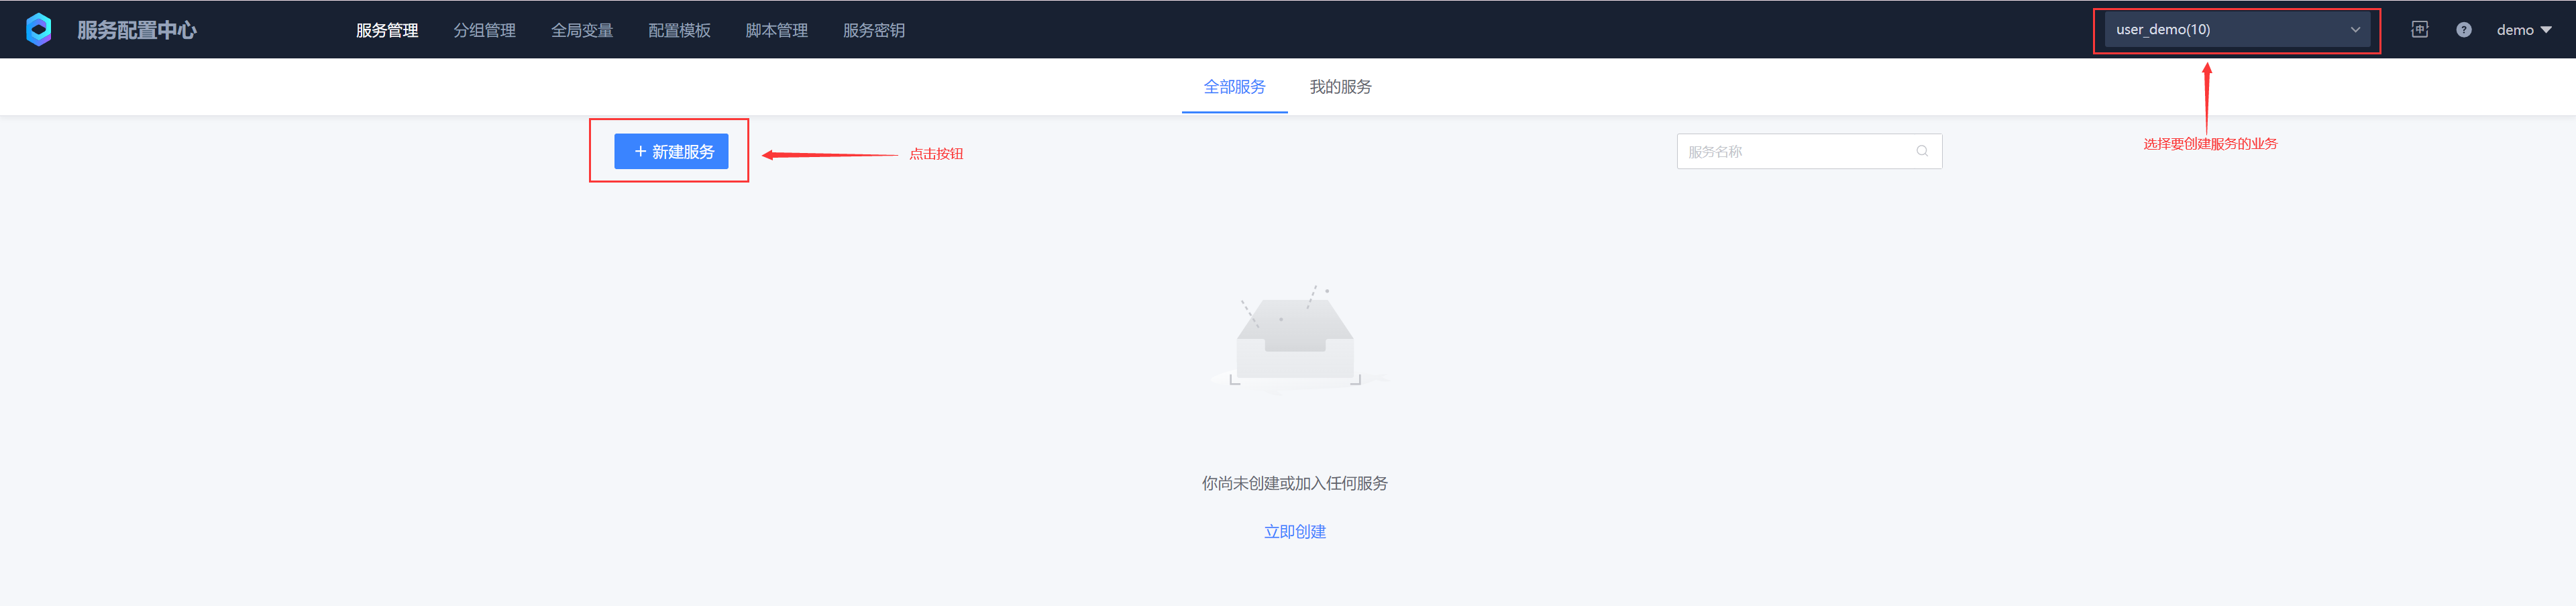 服务配置中心
服务管理
分组管理
全局变量
配置模板
脚本管理
服务密钥
user_demo(10)
中
?
demo
全部服务
我的服务
+ 新建服务
点击按钮
服务名称
选择要创建服务的业务
你尚未创建或加入任何服务
立即创建